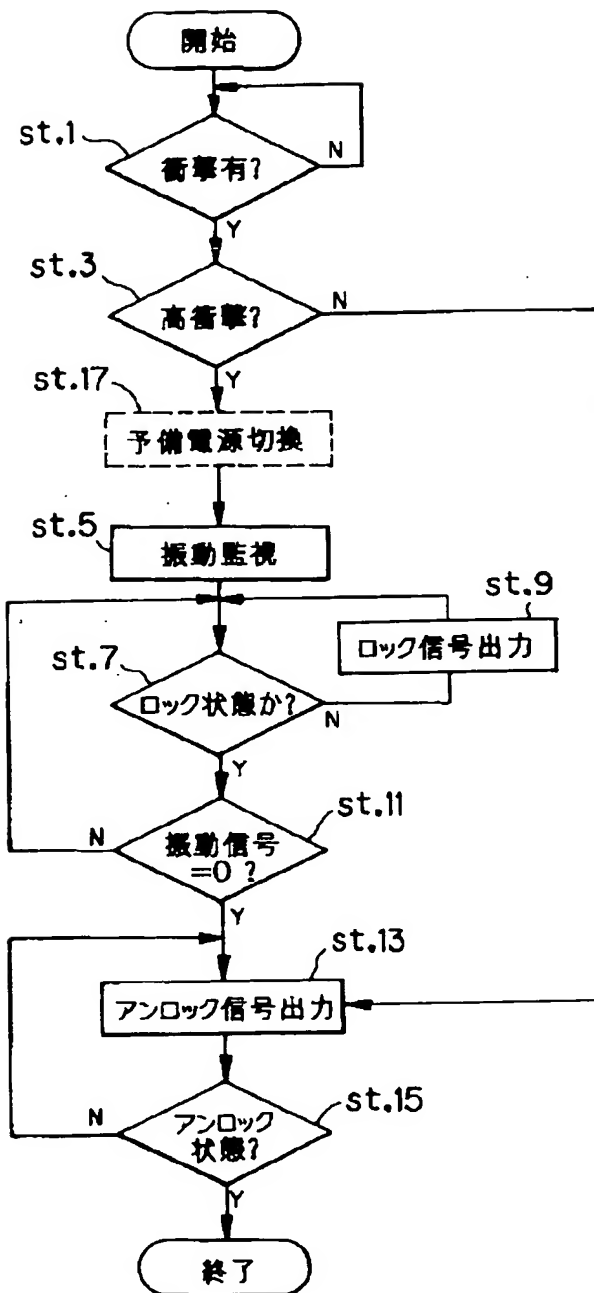 開始
st.1
衝撃有?
N
Y
st.3
高衝撃?
N
Y
st.17
予備電源切換
st.5
振動監視
st.9
ロック信号出力
st.7
ロック状態か?
N
Y
st.11
振動信号
=0 ?
N
Y
st.13
アンロック信号出力
st.15
アンロック
状態?
N
Y
終了